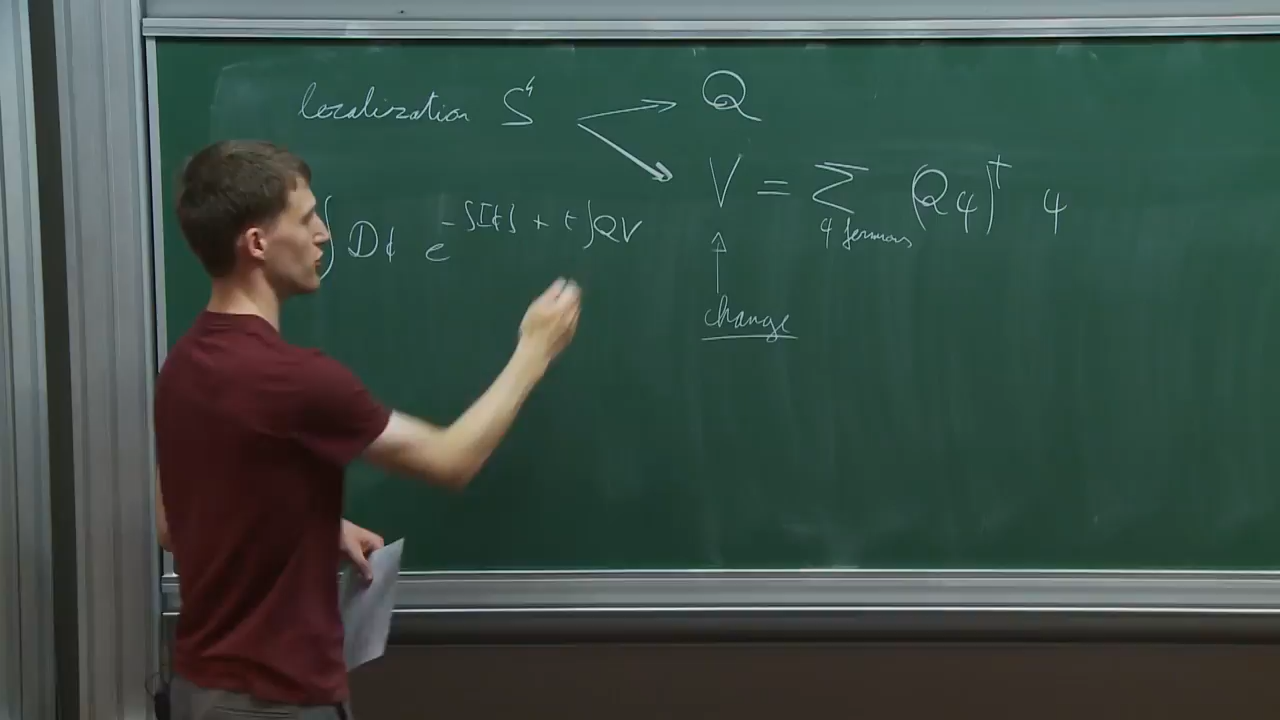 localization S⁴ Q
V = Σ (Qψ)† ψ
ψ fermions
∫ Dφ e^{-S[φ] + t∫QV}
change